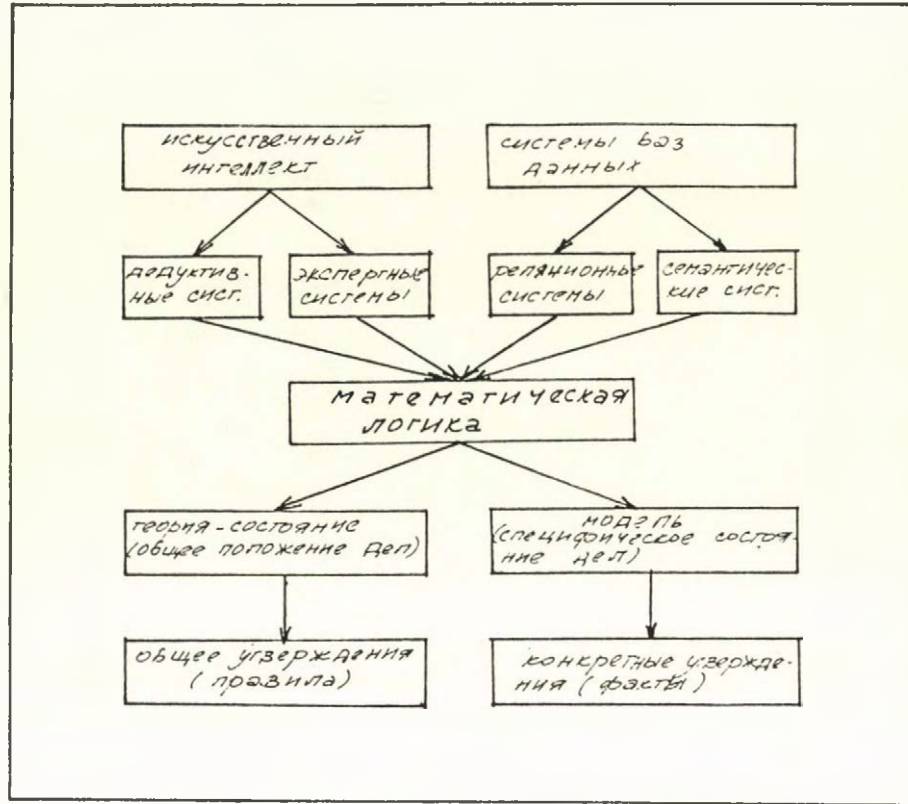 искусственный
интеллект
системы баз
данных
дедуктив-
ные сист.
экспертные
системы
реляционные
системы
семантичес-
кие сист.
математическая
логика
теория-состояние
(общее положение дел)
модель
(специфическое состоя-
ние дел)
общее утверждения
(правила)
конкретные утвержде-
ния (факты)